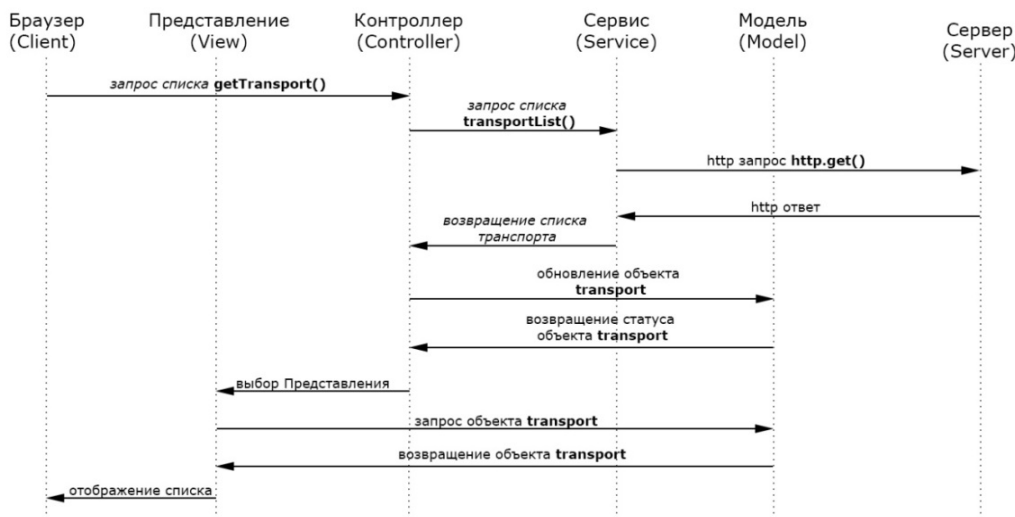 Браузер
(Client)
Представление
(View)
Контроллер
(Controller)
Сервис
(Service)
Модель
(Model)
Сервер
(Server)
запрос списка getTransport()
запрос списка
transportList()
http запрос http.get()
http ответ
возвращение списка
транспорта
обновление объекта
transport
возвращение статуса
объекта transport
выбор Представления
запрос объекта transport
возвращение объекта transport
отображение списка